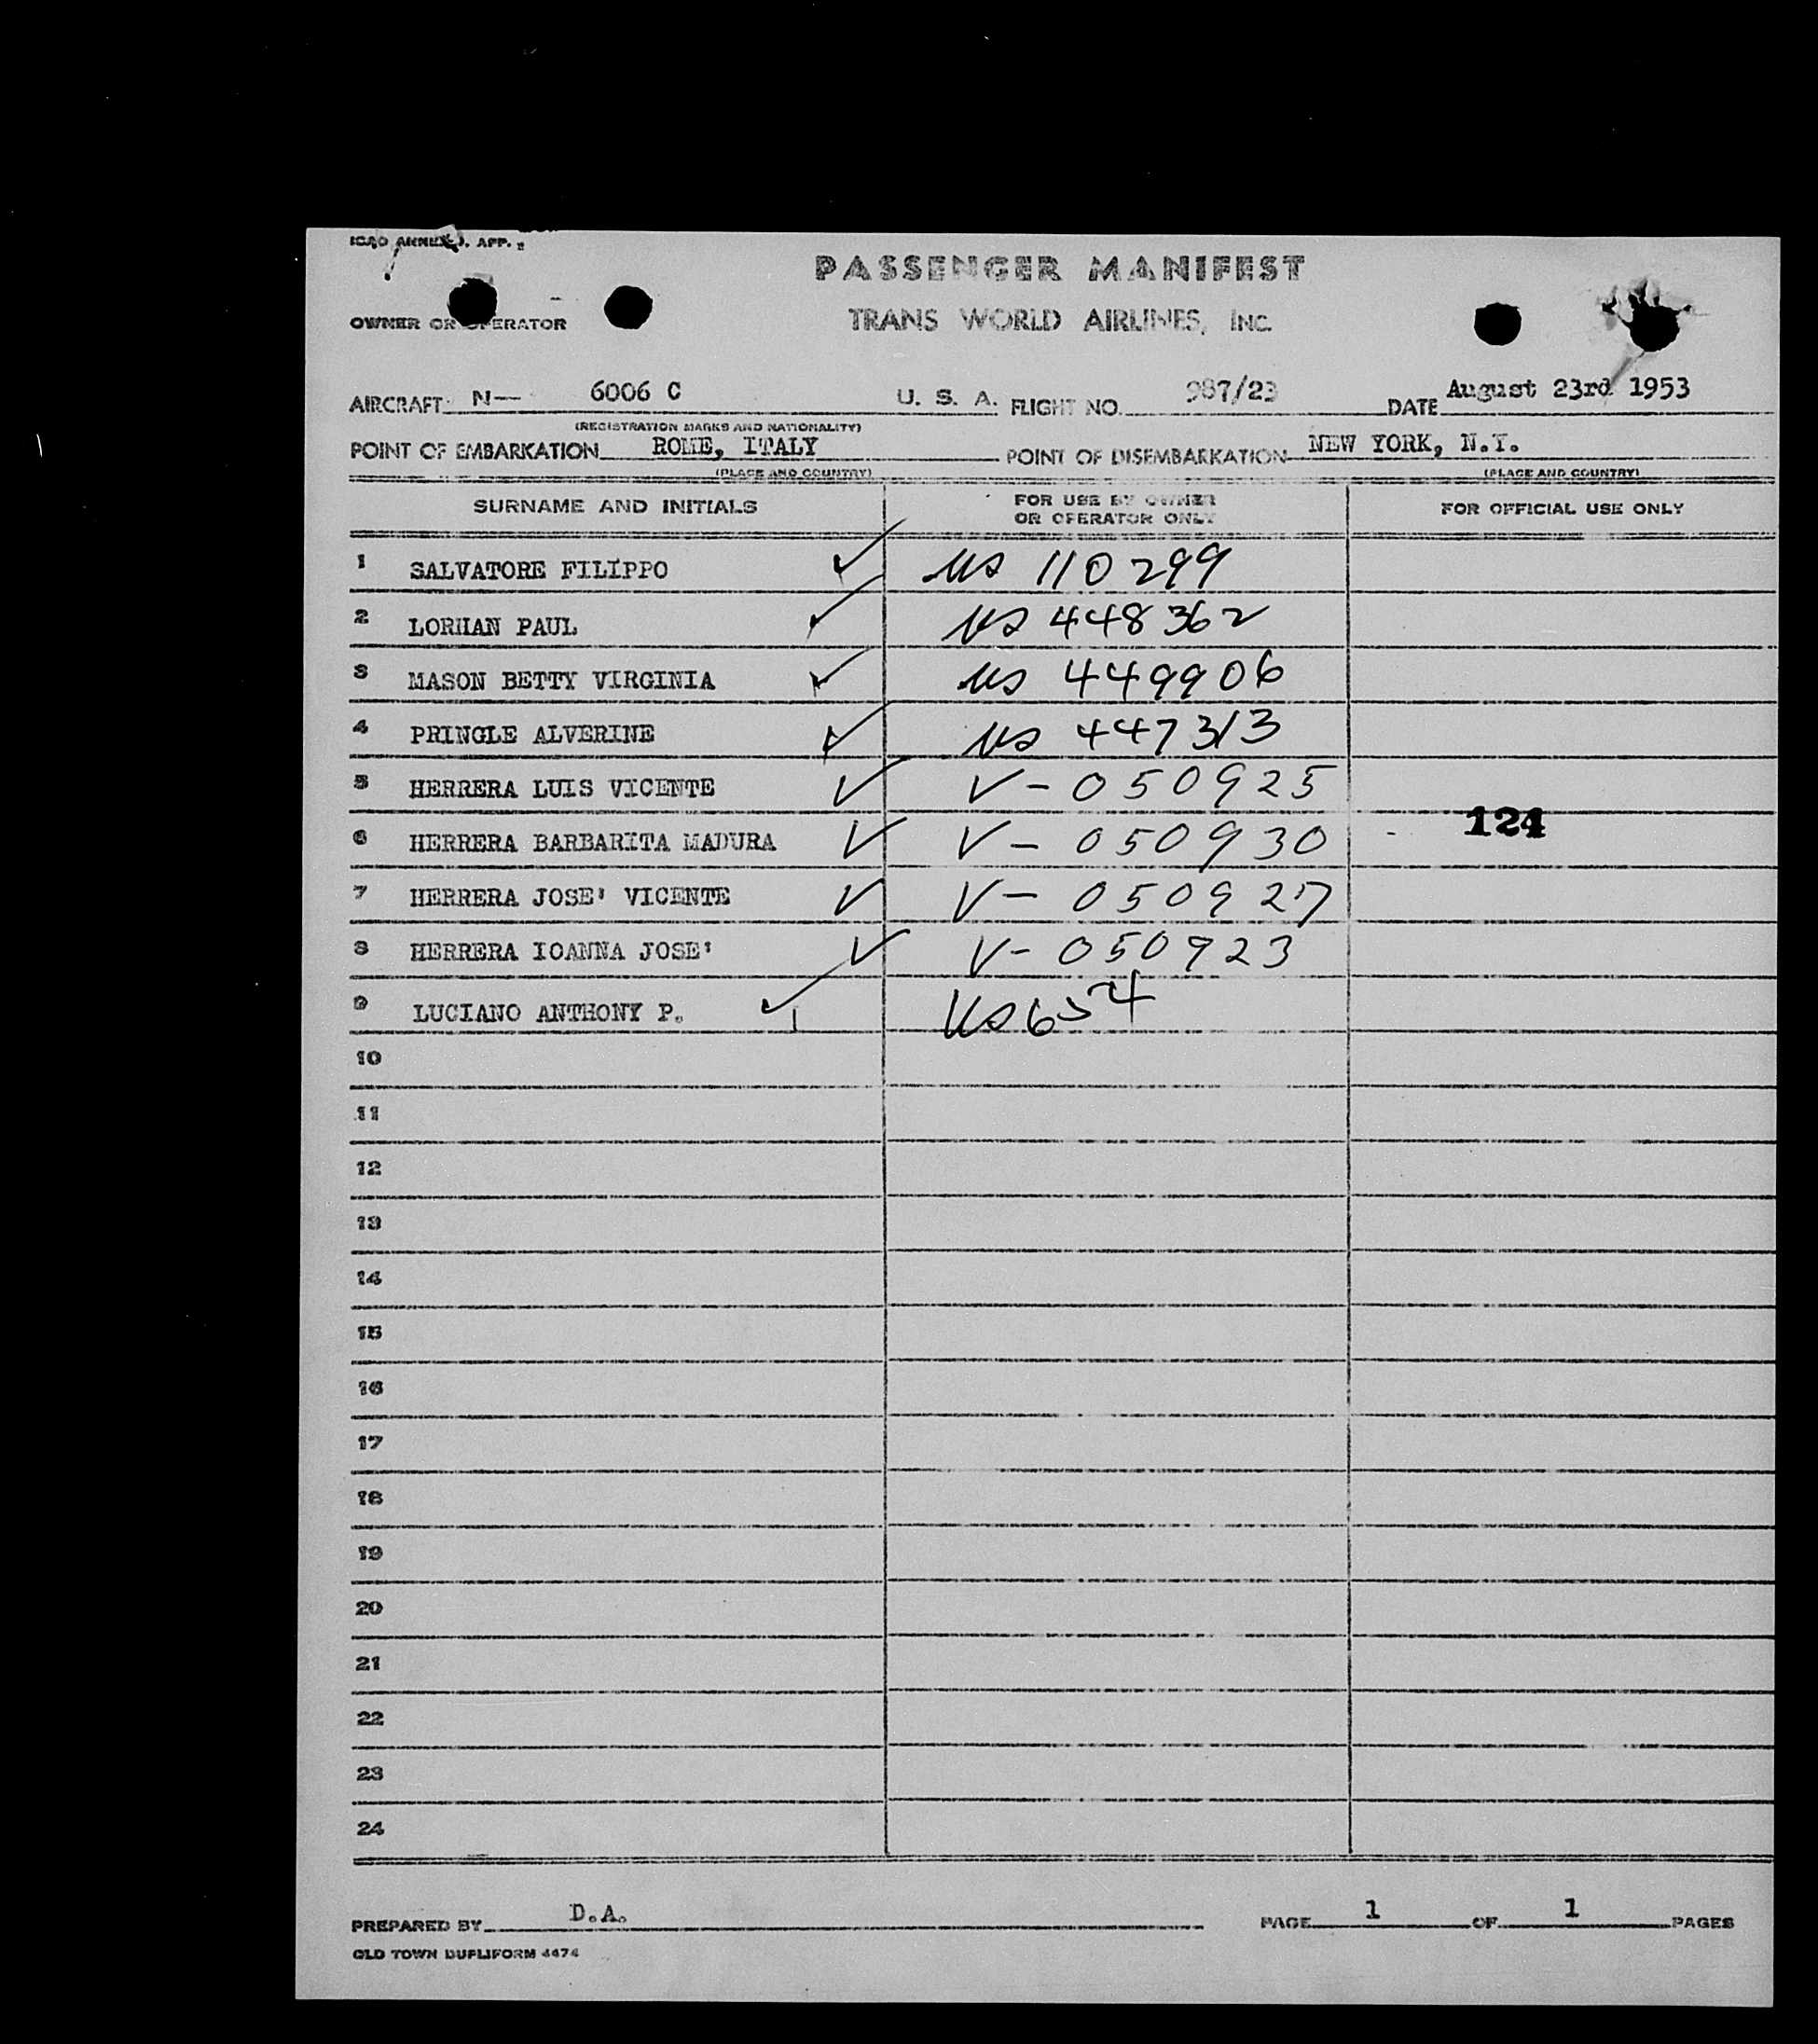 ICAO ANNEX 9. APP.
PASSENGER MANIFEST
OWNER OR OPERATOR
TRANS WORLD AIRLINES, INC.
AIRCRAFT N— 6006 C U. S. A. FLIGHT NO. 987/23 DATE August 23rd 1953
(REGISTRATION MARKS AND NATIONALITY)
POINT OF EMBARKATION ROME, ITALY POINT OF DISEMBARKATION NEW YORK, N.Y.
(PLACE AND COUNTRY) (PLACE AND COUNTRY)
SURNAME AND INITIALS FOR USE BY OWNER OR OPERATOR ONLY FOR OFFICIAL USE ONLY
1 SALVATORE FILIPPO ✓ US 110299
2 PAUL ✓ US 448362
3 MASON BETTY VIRGINIA ✓ US 449906
4 PRINGLE ALVERINE ✓ US 447313
5 HERRERA LUIS VICENTE ✓ V-050925
124
6 HERRERA BARBARITA MADURA ✓ V-050930
7 HERRERA JOSE' VICENTE ✓ V-050927
8 HERRERA IOANNA JOSE' ✓ V-050923
9 LUCIANO ANTHONY P. ✓ US 654
10
11
12
13
14
15
16
17
18
19
20
21
22
23
24
PREPARED BY D.A. PAGE 1 OF 1 PAGES
OLD TOWN DUPLIFORM 4474